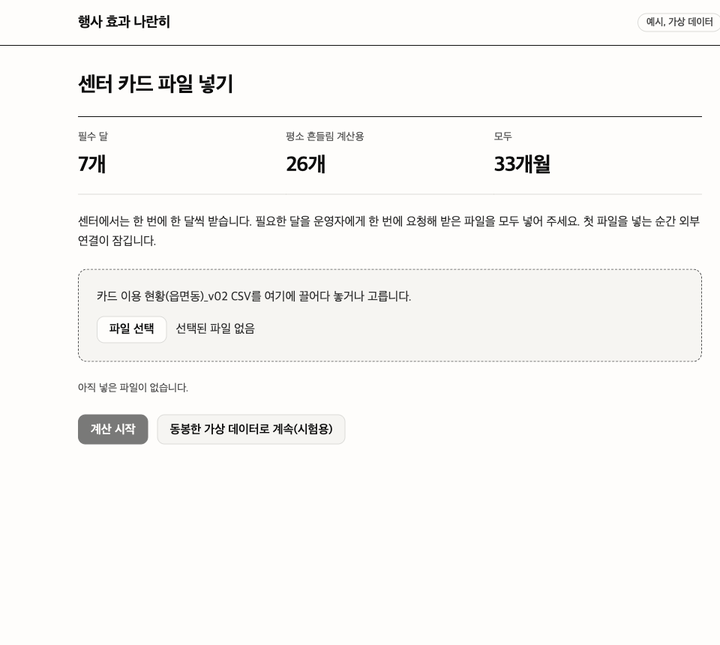 행사 효과 나란히
예시, 가상 데이터
센터 카드 파일 넣기
필수 달
평소 흔들림 계산용
모두
7개
26개
33개월
센터에서는 한 번에 한 달씩 받습니다. 필요한 달을 운영자에게 한 번에 요청해 받은 파일을 모두 넣어 주세요. 첫 파일을 넣는 순간 외부
연결이 잠깁니다.
카드 이용 현황(읍면동)_v02 CSV를 여기에 끌어다 놓거나 고릅니다.
파일 선택
선택된 파일 없음
아직 넣은 파일이 없습니다.
계산 시작
동봉한 가상 데이터로 계속(시험용)